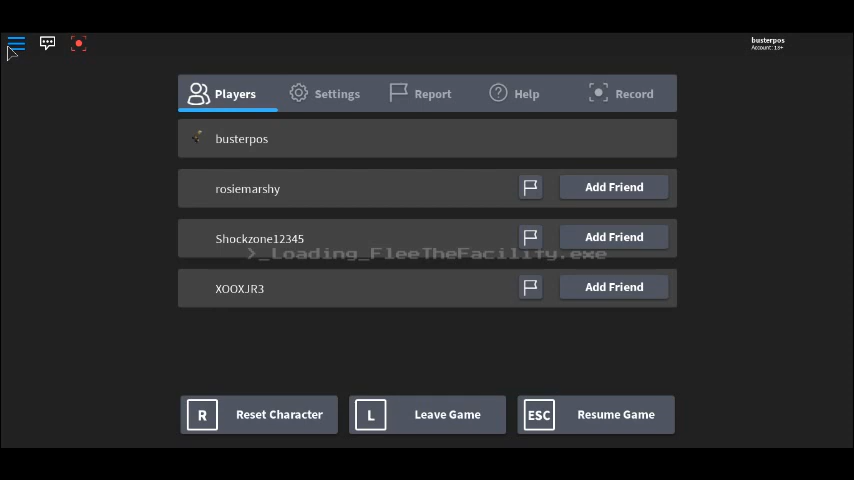 busterpos
Account: 13+
Players
Settings
Report
Help
Record
busterpos
rosiemarshy
Add Friend
Shockzone12345
Add Friend
>_Loading_FleeTheFacility.exe
XOOXJR3
Add Friend
R
Reset Character
L
Leave Game
ESC
Resume Game